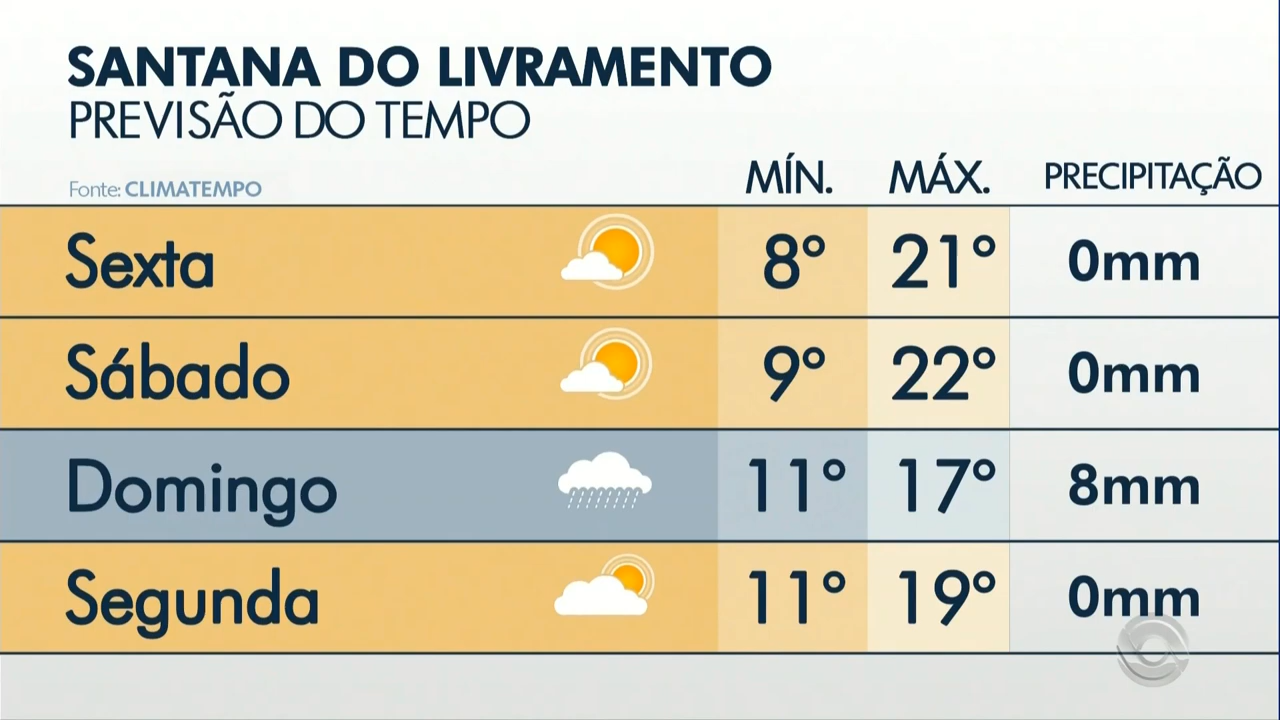 SANTANA DO LIVRAMENTO
PREVISÃO DO TEMPO
Fonte: CLIMATEMPO
MÍN. MÁX. PRECIPITAÇÃO
Sexta 8° 21° 0mm
Sábado 9° 22° 0mm
Domingo 11° 17° 8mm
Segunda 11° 19° 0mm